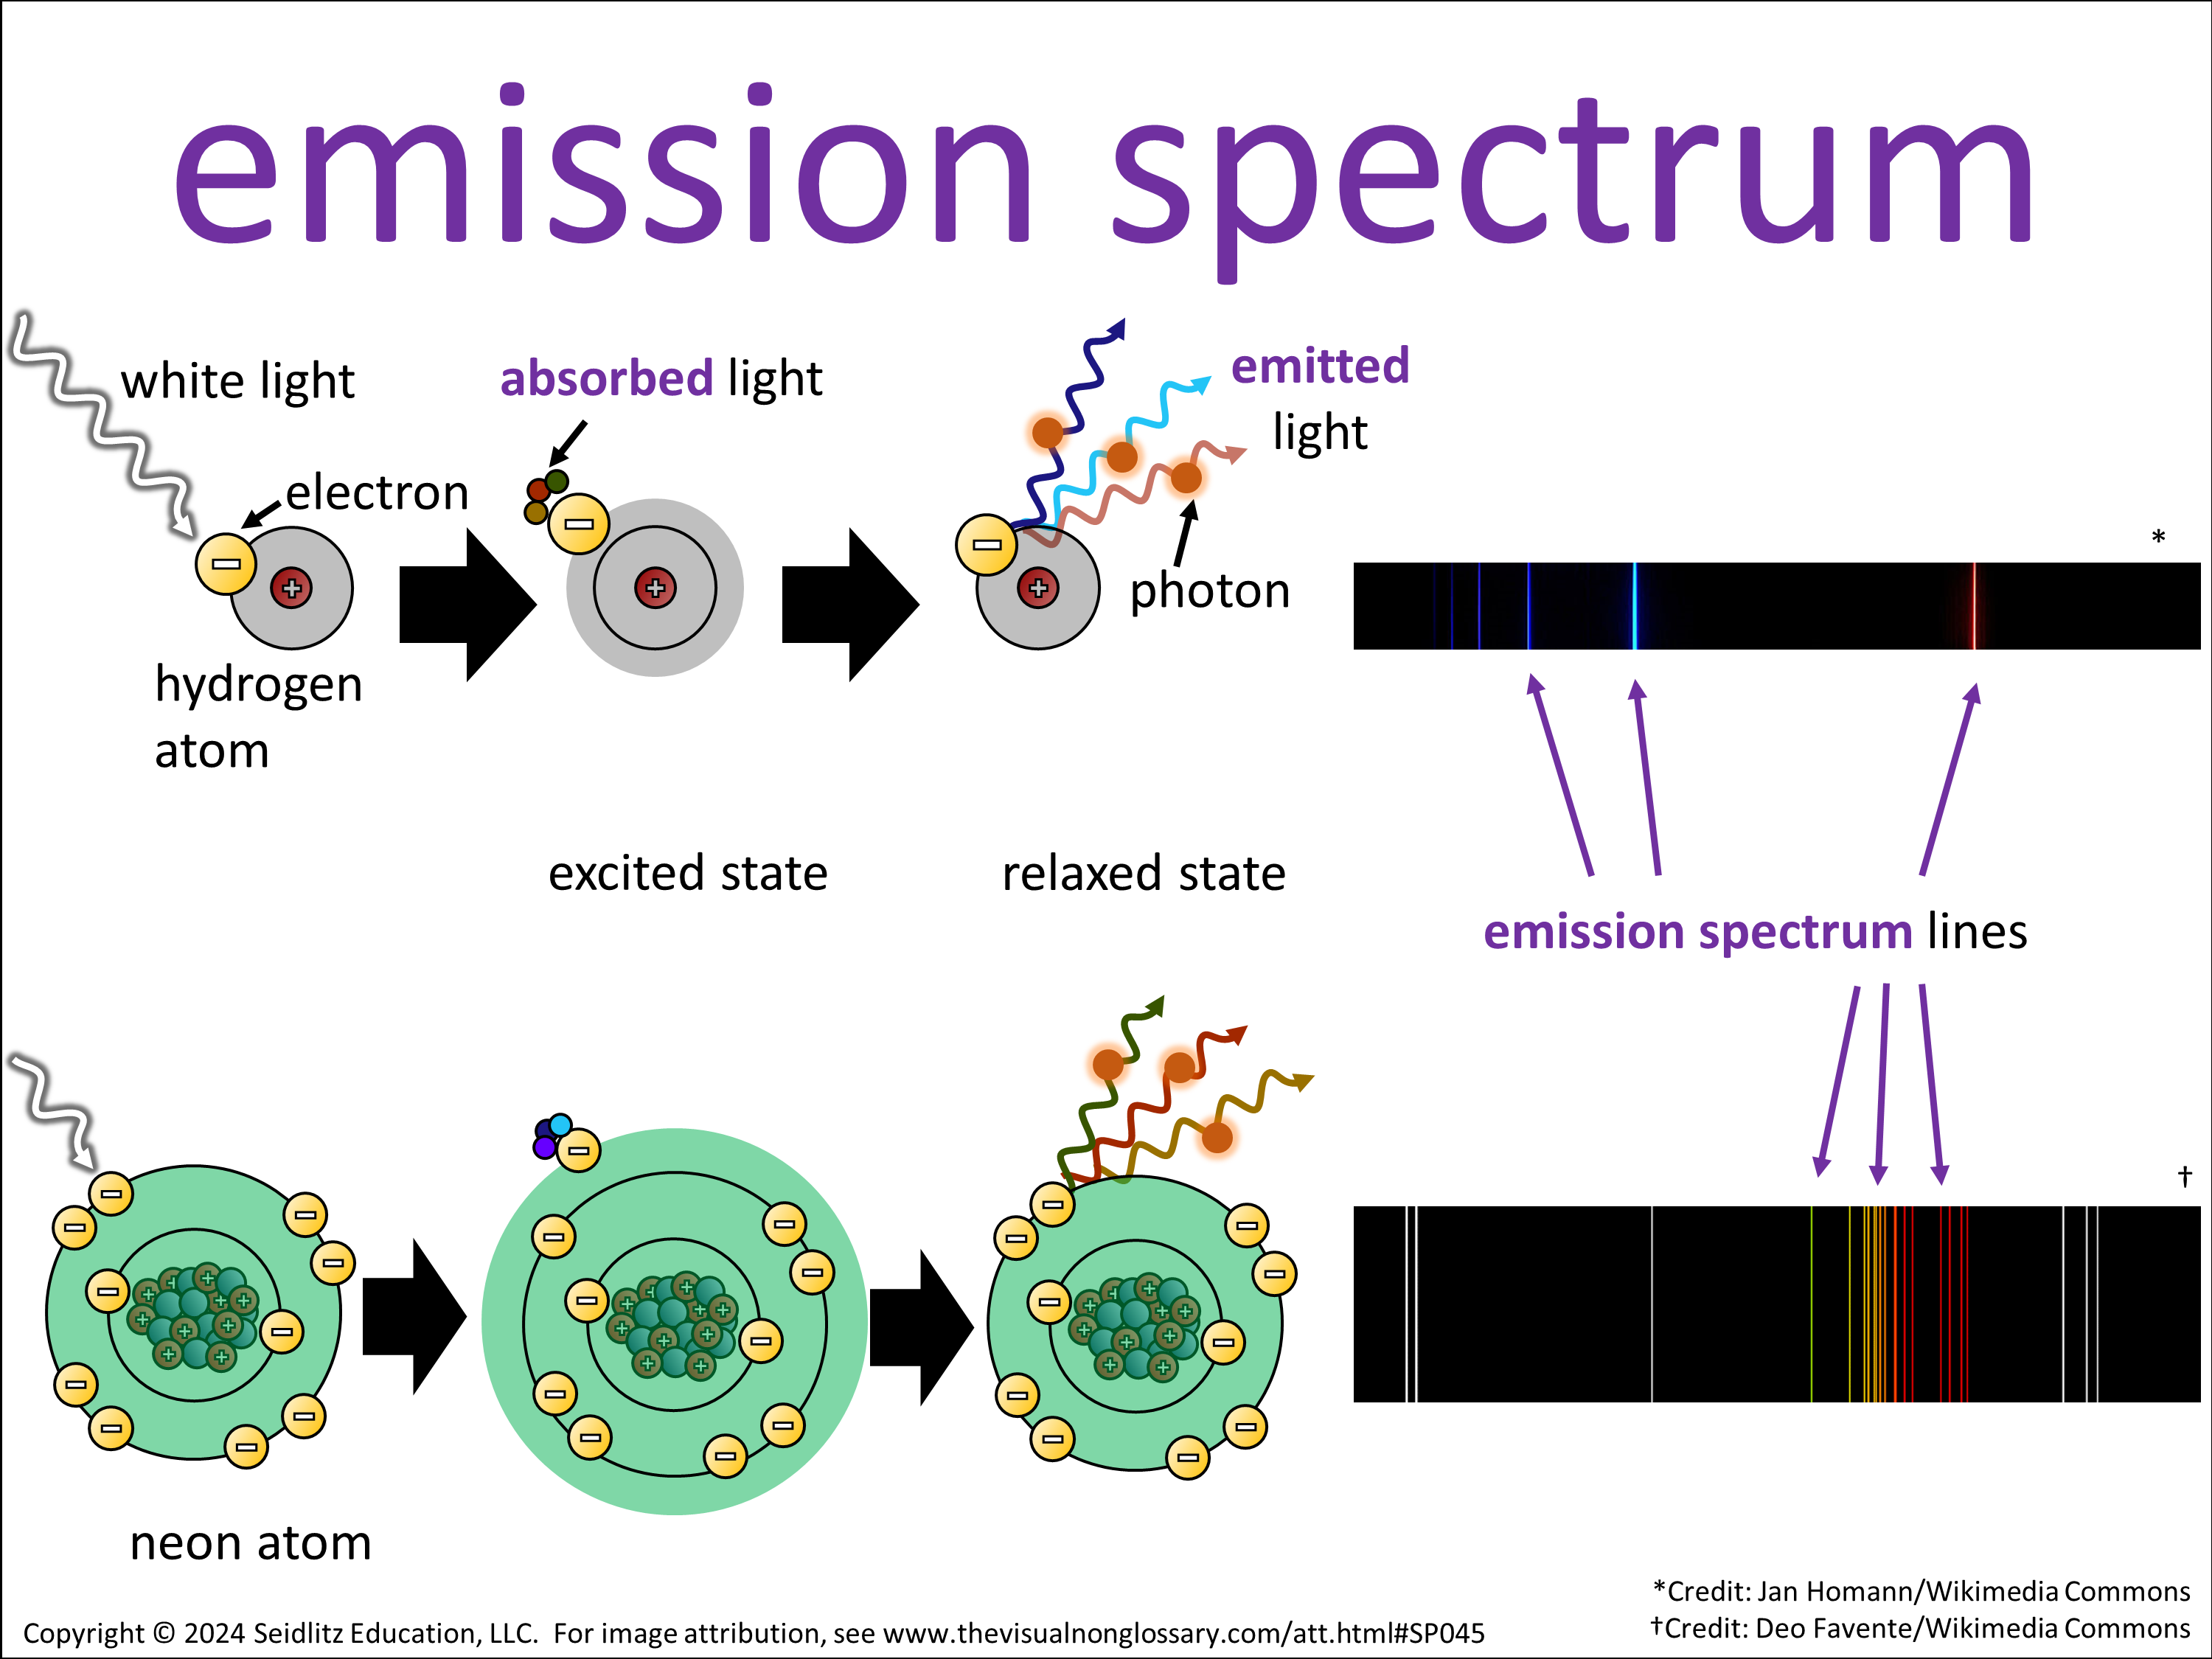 emission spectrum
white light
absorbed light
emitted
light
electron
photon
*
hydrogen
atom
excited state
relaxed state
emission spectrum lines
†
neon atom
*Credit: Jan Homann/Wikimedia Commons
†Credit: Deo Favente/Wikimedia Commons
Copyright © 2024 Seidlitz Education, LLC.  For image attribution, see www.thevisualnonglossary.com/att.html#SP045